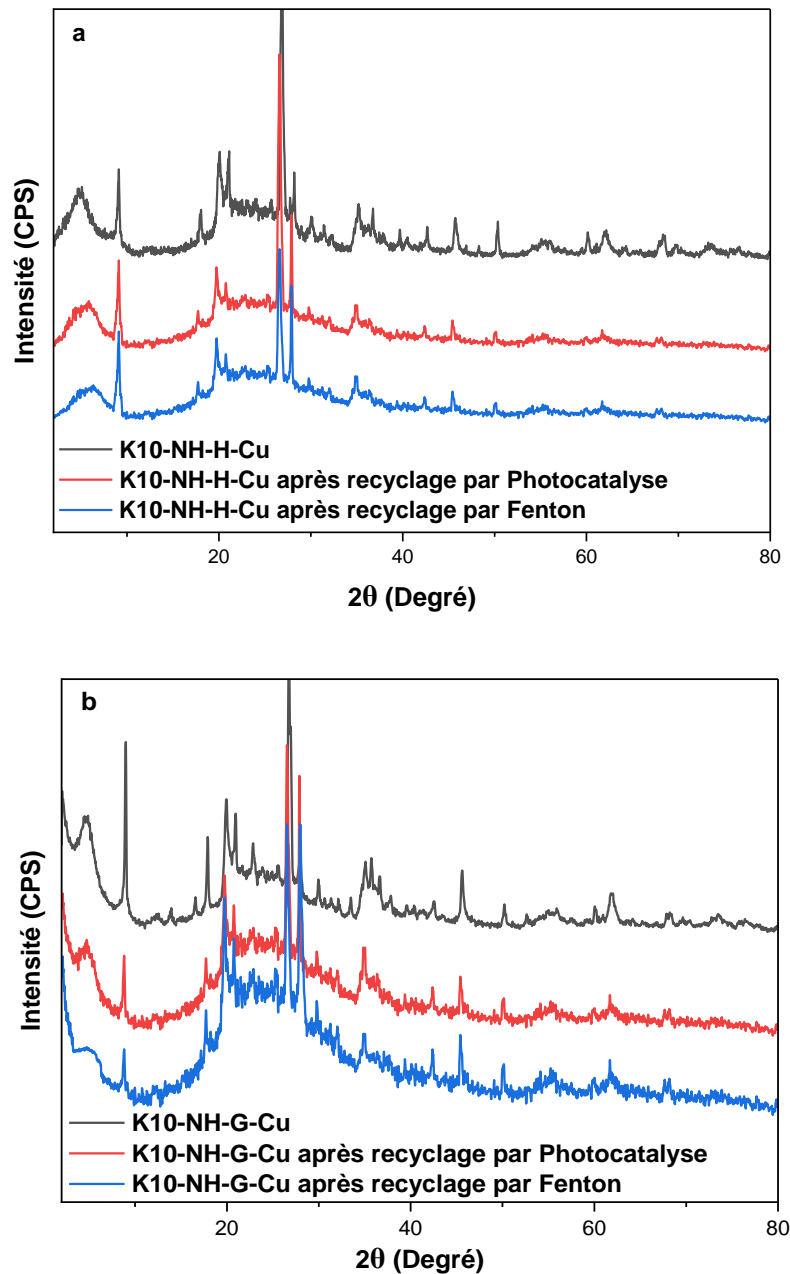 a
Intensité (CPS)
K10-NH-H-Cu
K10-NH-H-Cu après recyclage par Photocatalyse
K10-NH-H-Cu après recyclage par Fenton
20 40 60 80
2θ (Degré)
b
Intensité (CPS)
K10-NH-G-Cu
K10-NH-G-Cu après recyclage par Photocatalyse
K10-NH-G-Cu après recyclage par Fenton
20 40 60 80
2θ (Degré)